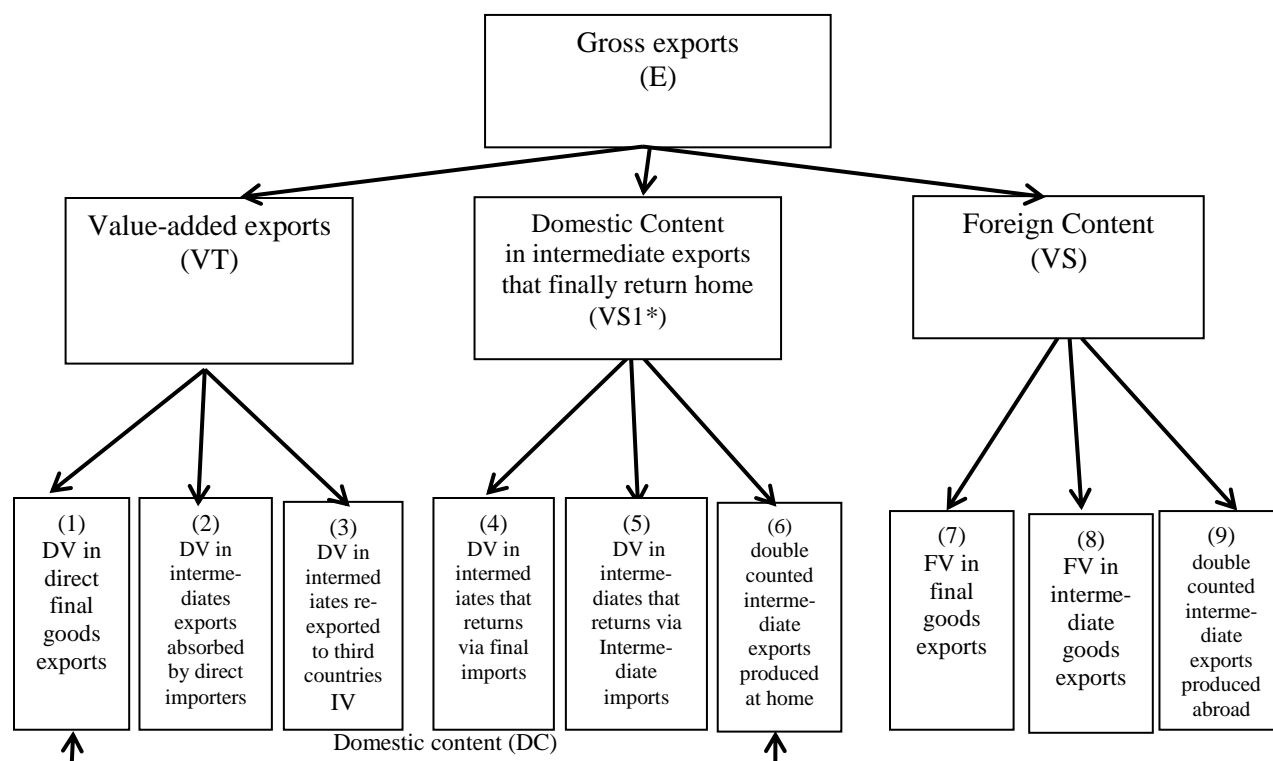 Gross exports
(E)
Value-added exports
(VT)
Domestic Content
in intermediate exports
that finally return home
(VS1*)
Foreign Content
(VS)
(1)
DV in
direct
final
goods
exports
(2)
DV in
interme-
diates
exports
absorbed
by direct
importers
(3)
DV in
intermed
iates re-
exported
to third
countries
IV
(4)
DV in
intermed
iates that
returns
via final
imports
(5)
DV in
interme-
diates that
returns via
Interme-
diate
imports
(6)
double
counted
interme-
diate
exports
produced
at home
(7)
FV in
final
goods
exports
(8)
FV in
interme-
diate
goods
exports
(9)
double
counted
interme-
diate
exports
produced
abroad
Domestic content (DC)